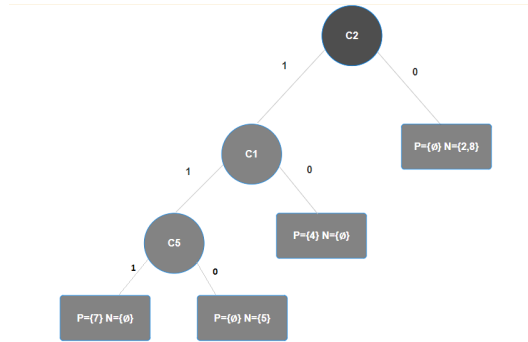 C2
1
0
P={ø} N={2,8}
C1
1
0
P={4} N={ø}
C5
1
0
P={7} N={ø}
P={ø} N={5}